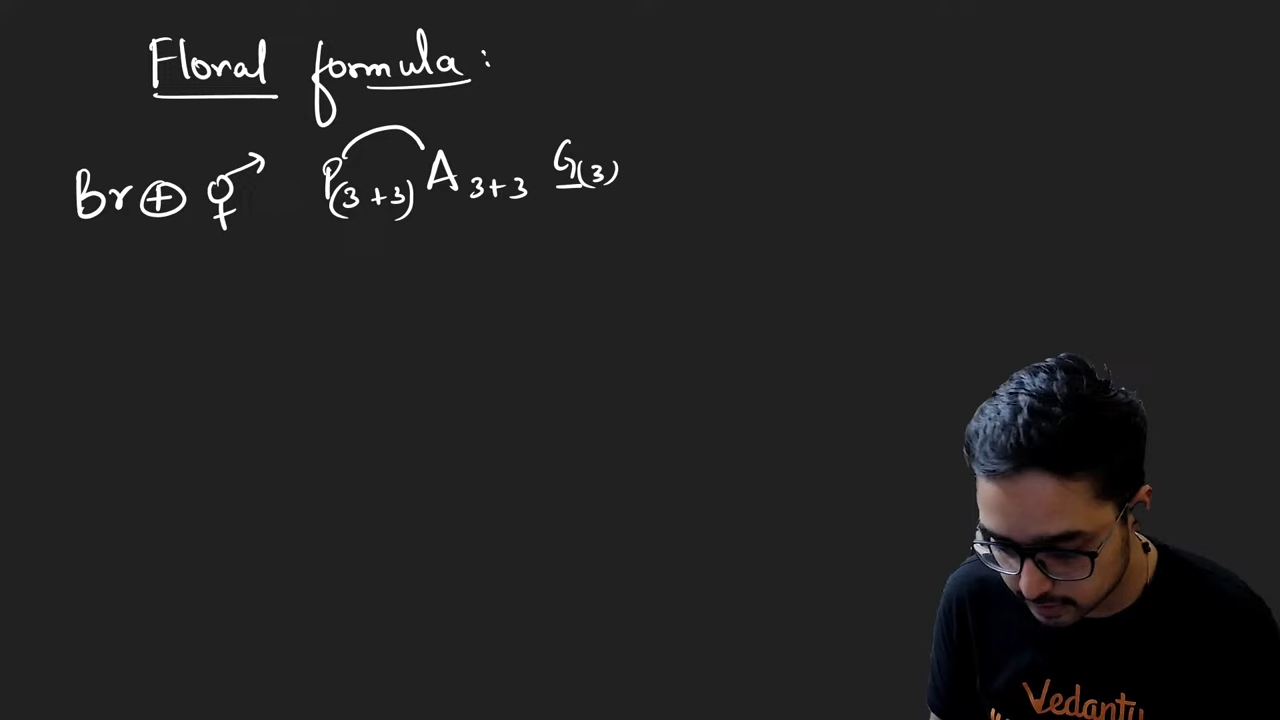 Floral formula:
Br ⊕ ⚥ P(3+3) A3+3 G(3)
Vedantu